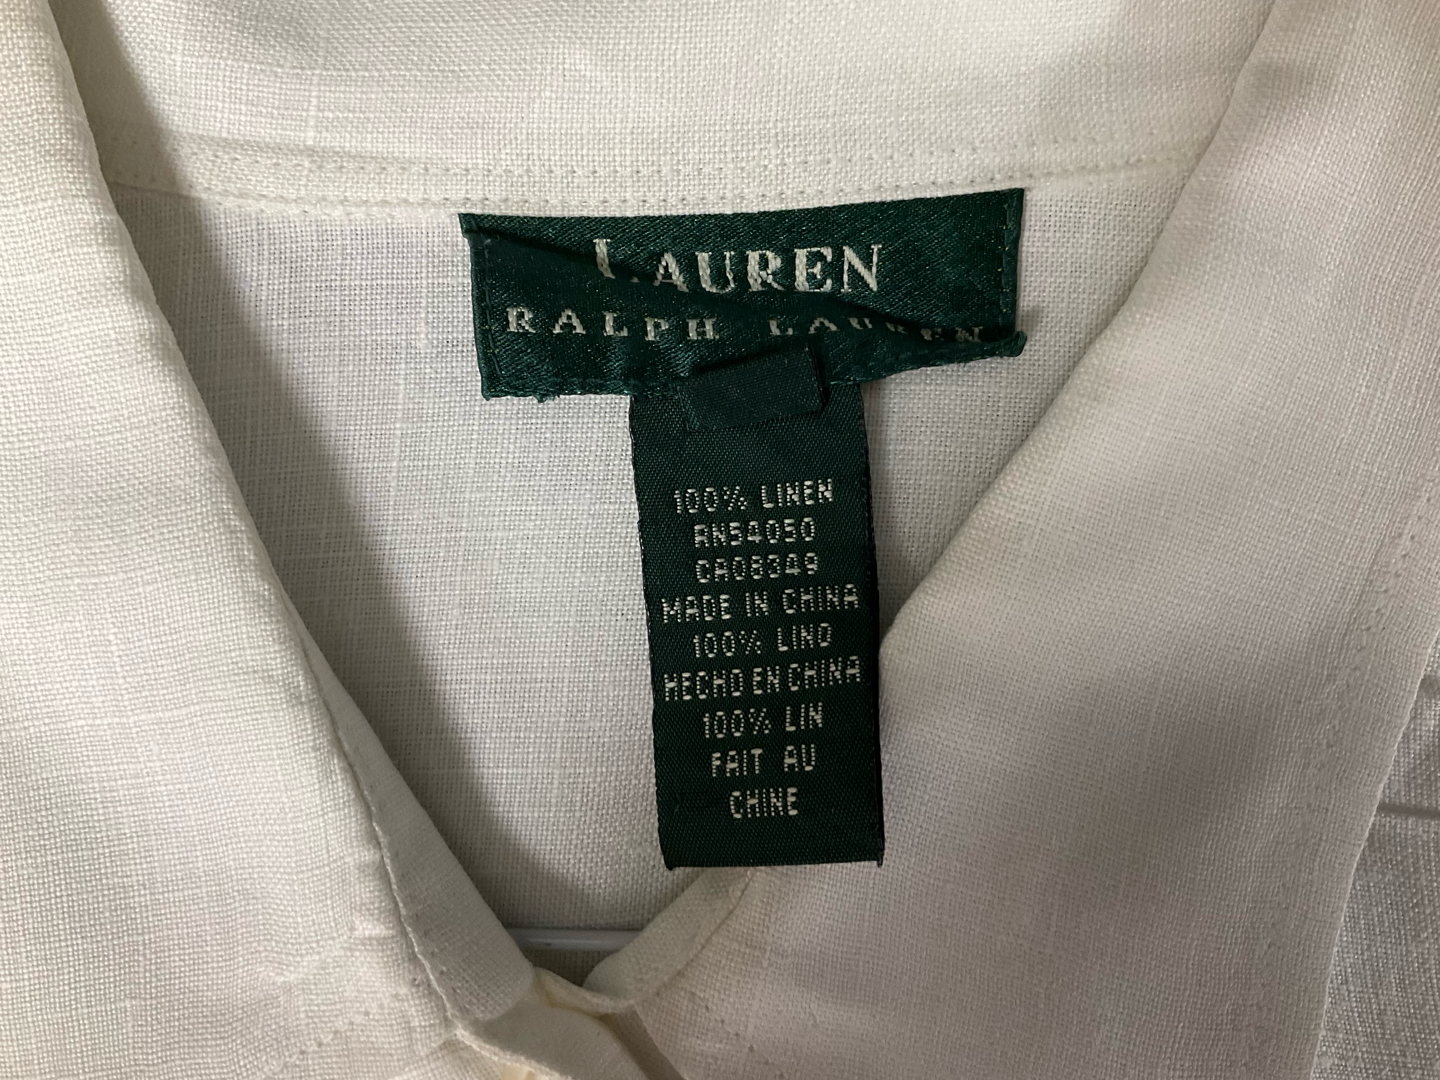 LAUREN
RALPH LAUREN
100% LINEN
RN54050
CA08349
MADE IN CHINA
100% LINO
HECHO EN CHINA
100% LIN
FAIT AU
CHINE